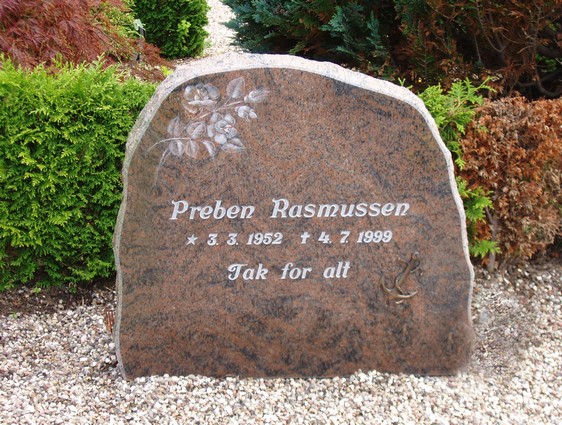 Preben Rasmussen
★ 3. 3. 1952 ✝ 4. 7. 1999
Tak for alt